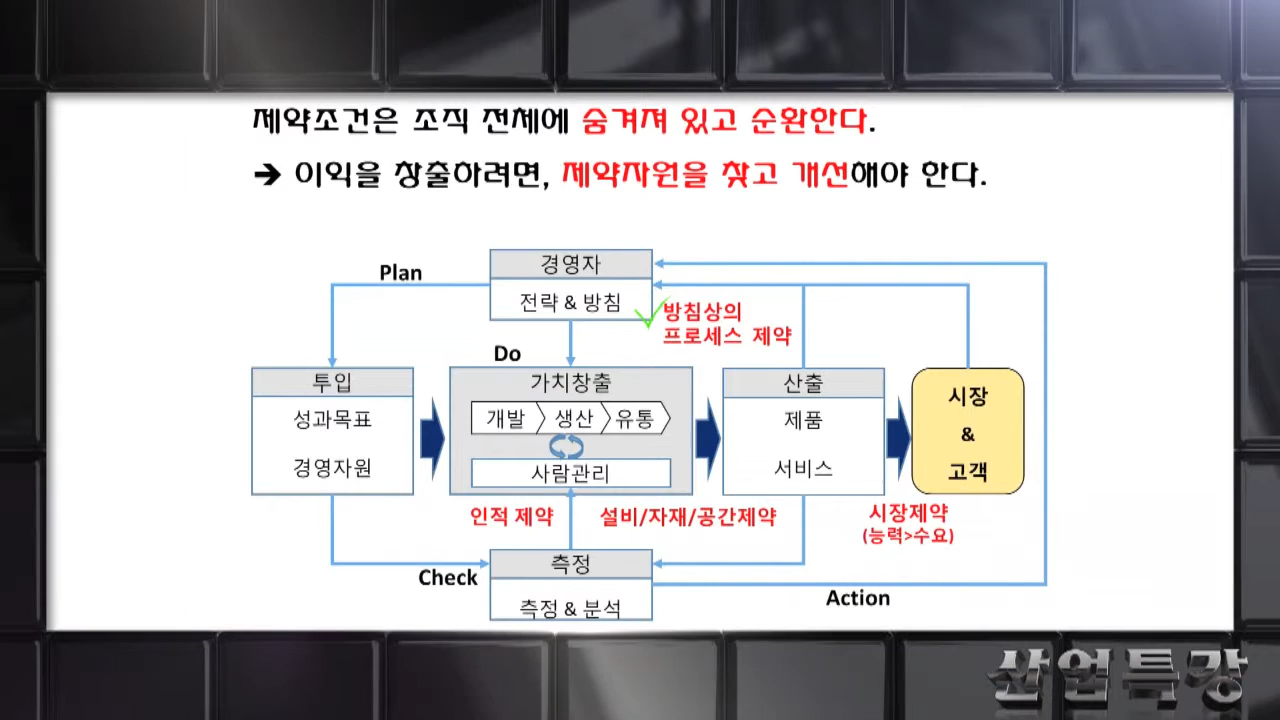 제약조건은 조직 전체에 숨겨져 있고 순환한다.
➔ 이익을 창출하려면, 제약자원을 찾고 개선해야 한다.
경영자
Plan
전략 & 방침
방침상의
프로세스 제약
Do
투입
성과목표
경영자원
가치창출
개발
생산
유통
사람관리
산출
제품
서비스
시장
&
고객
인적 제약
설비/자재/공간제약
시장제약
(능력>수요)
측정
Check
측정 & 분석
Action
산업특강